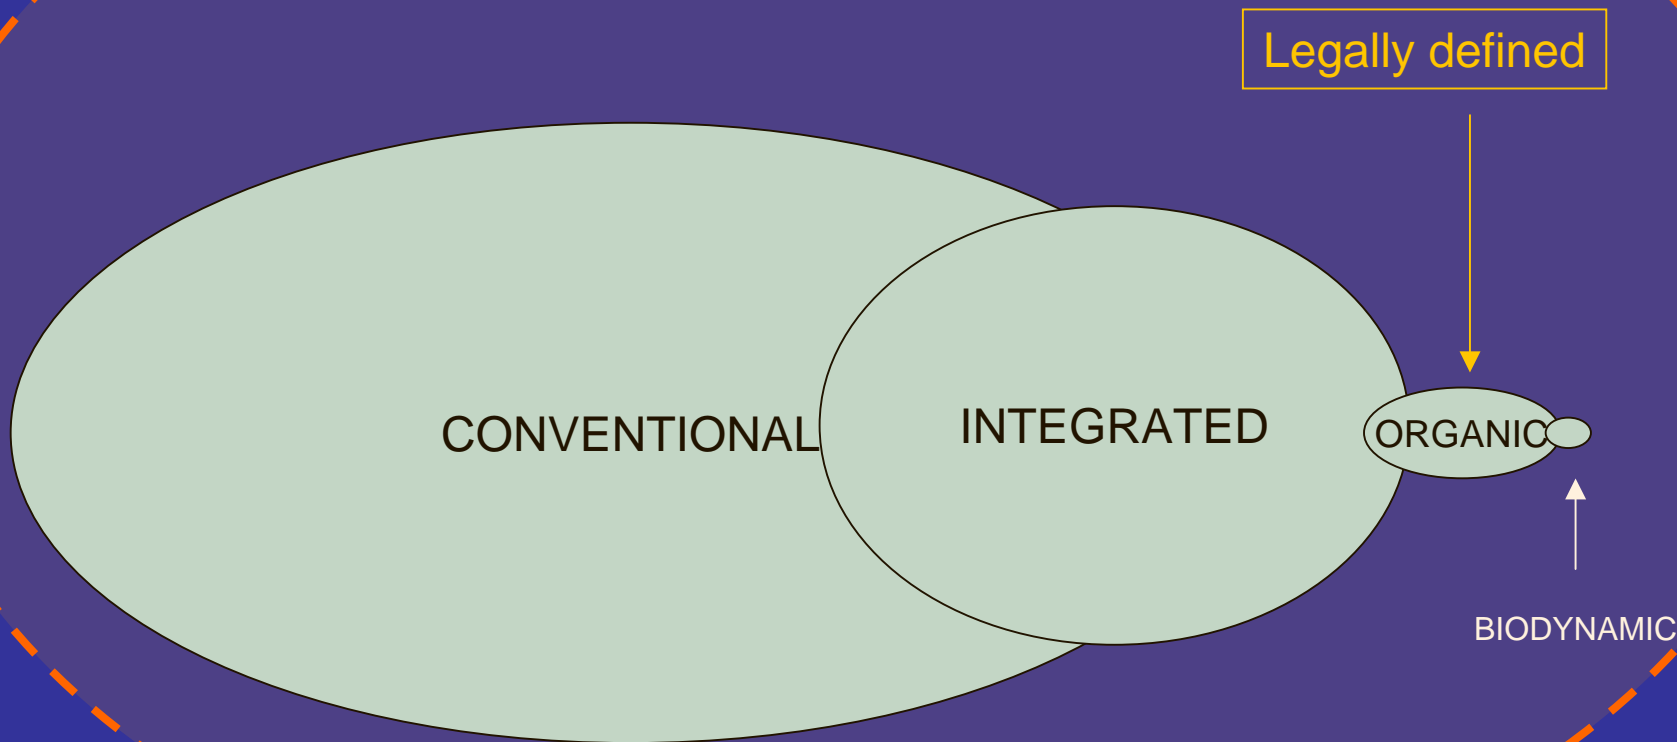 Legally defined
CONVENTIONAL
INTEGRATED
ORGANIC
BIODYNAMIC